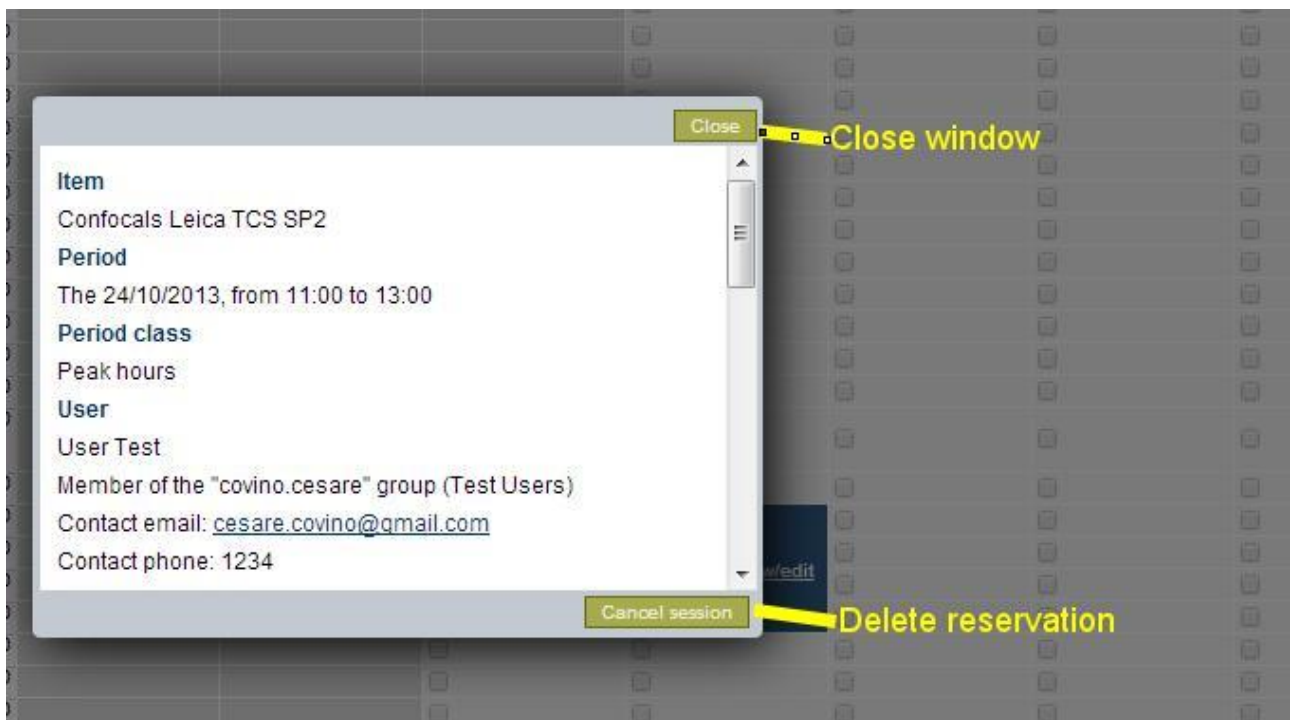 Close
Close window
Item
Confocals Leica TCS SP2
Period
The 24/10/2013, from 11:00 to 13:00
Period class
Peak hours
User
User Test
Member of the "covino.cesare" group (Test Users)
Contact email: cesare.covino@gmail.com
Contact phone: 1234
w/edit
Cancel session
Delete reservation